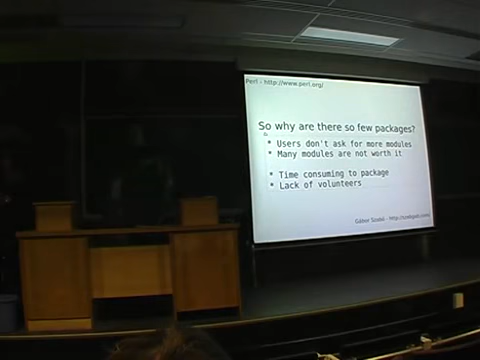 Perl - http://www.perl.org/
So why are there so few packages?
* Users don't ask for more modules
* Many modules are not worth it
* Time consuming to package
* Lack of volunteers
Gábor Szabó - http://szabgab.com/